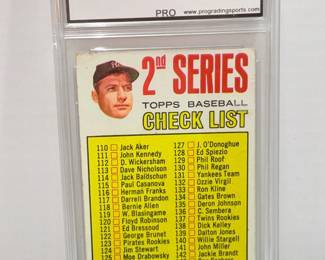 PRO www.progradingsports.com
2nd SERIES
TOPPS BASEBALL
CHECK LIST
110 Jack Aker
111 John Kennedy
112 D. Wickersham
113 Dave Nicholson
114 Jack Baldschun
115 Paul Casanova
116 Herman Franks
117 Darrell Brandon
118 Bernie Allen
119 W. Blasingame
120 Floyd Robinson
121 Ed Bressoud
122 George Brunet
123 Pirates Rookies
124 Jim Stewart
125 Moe Drabowsky
127 J. O'Donoghue
128 Ed Spiezio
129 Phil Roof
130 Phil Regan
131 Yankees Team
132 Ozzie Virgil
133 Ron Kline
134 Gates Brown
135 Deron Johnson
136 C. Sembera
137 Twins Rookies
138 Dick Kelley
139 Dalton Jones
140 Willie Stargell
141 John Miller
142 Jackie Brandt